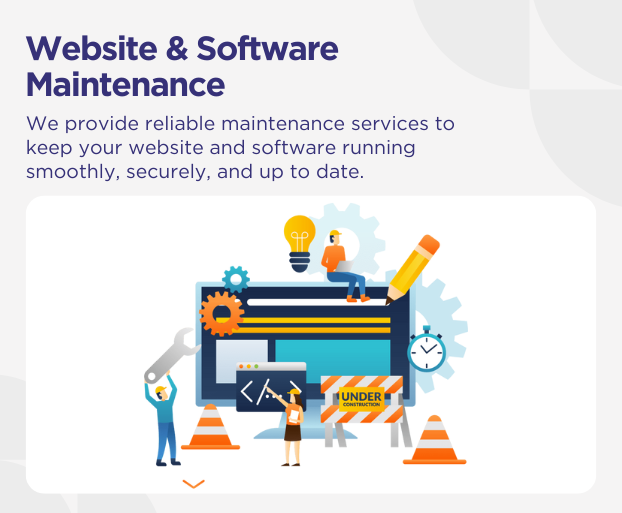 Website & Software
Maintenance
We provide reliable maintenance services to
keep your website and software running
smoothly, securely, and up to date.
</...>
UNDER
CONSTRUCTION